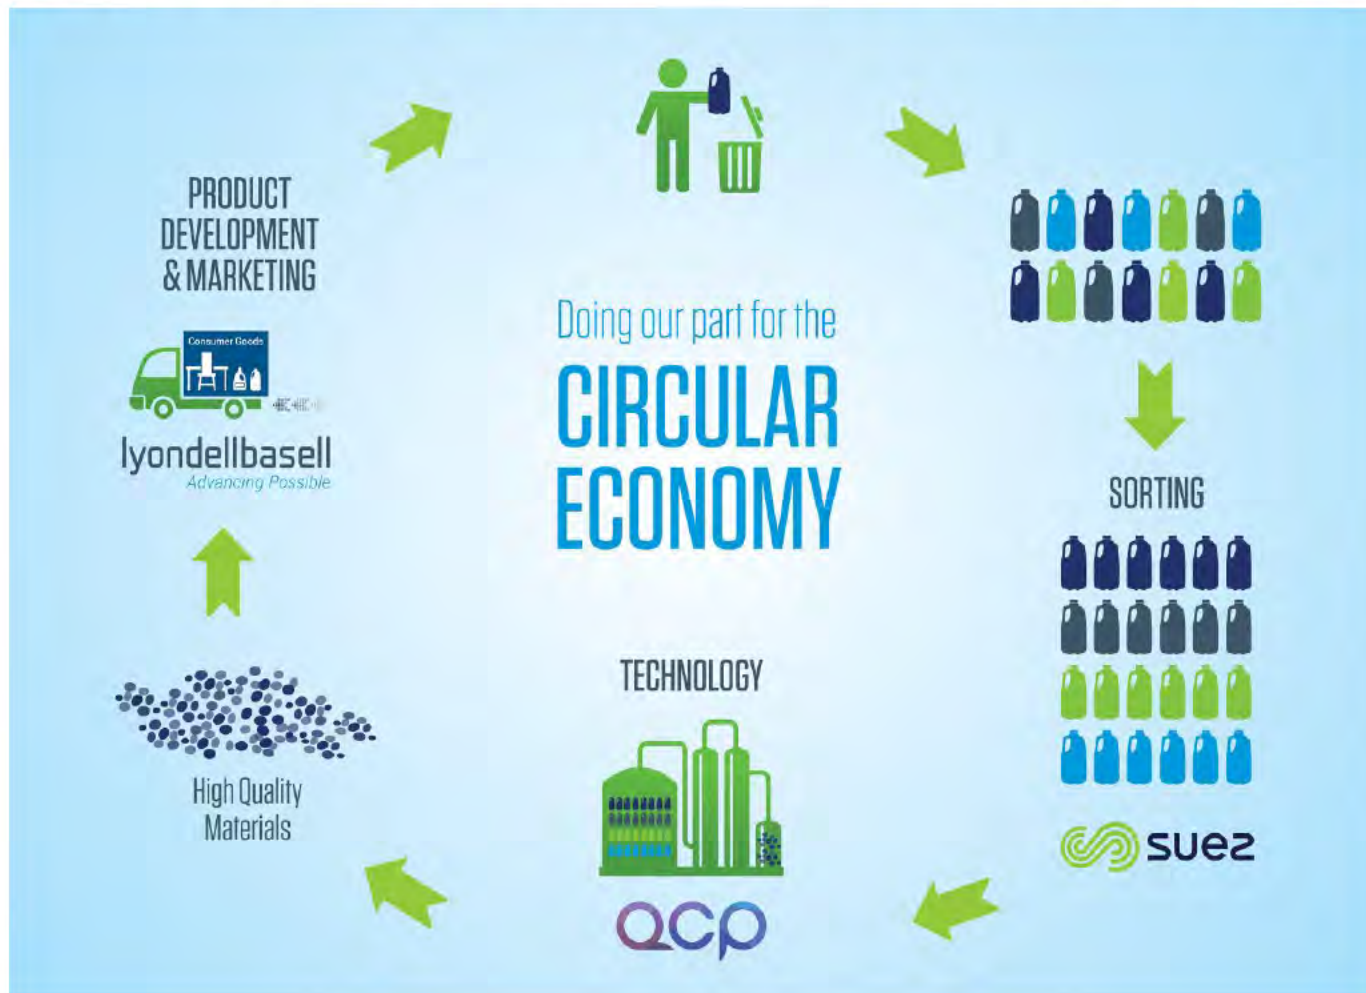 PRODUCT
DEVELOPMENT
& MARKETING
Consumer Goods
lyondellbasell
Advancing Possible
Doing our part for the
CIRCULAR
ECONOMY
SORTING
suez
TECHNOLOGY
QCP
High Quality
Materials